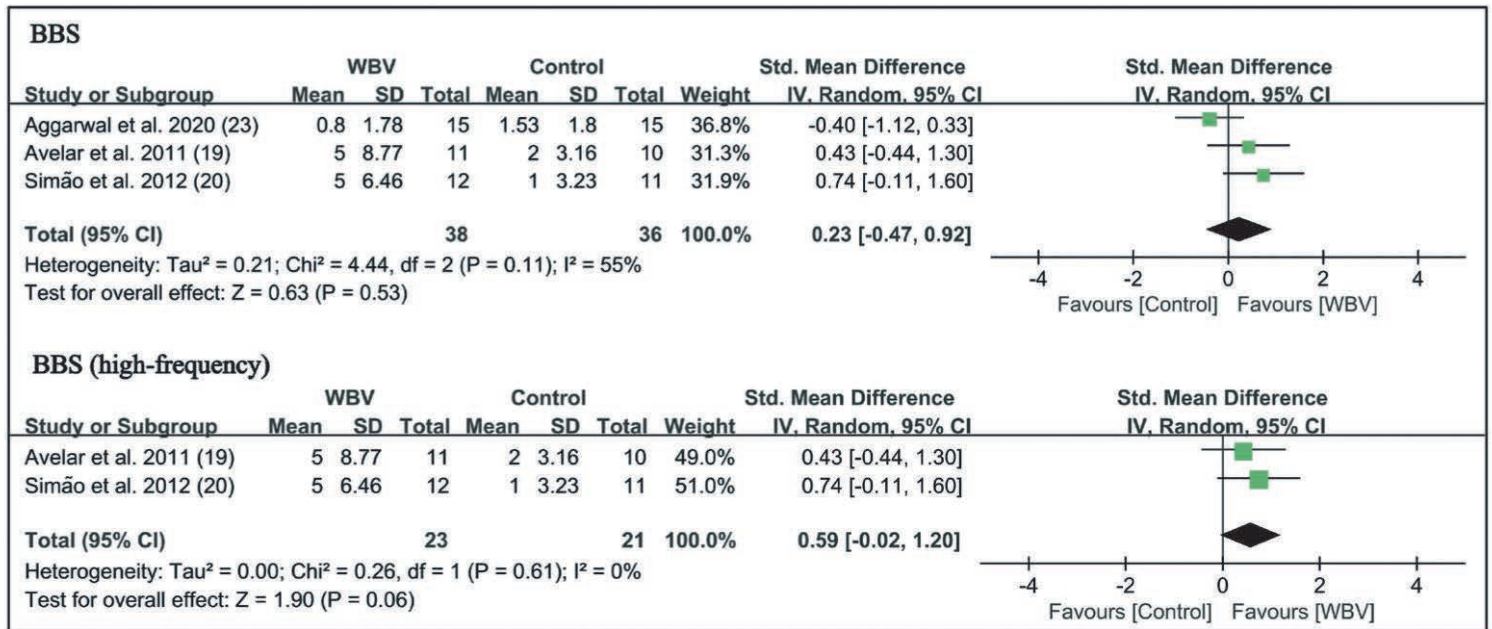 BBS
WBV Control Std. Mean Difference Std. Mean Difference
Study or Subgroup Mean SD Total Mean SD Total Weight IV, Random, 95% CI IV, Random, 95% CI
Aggarwal et al. 2020 (23) 0.8 1.78 15 1.53 1.8 15 36.8% -0.40 [-1.12, 0.33]
Avelar et al. 2011 (19) 5 8.77 11 2 3.16 10 31.3% 0.43 [-0.44, 1.30]
Simão et al. 2012 (20) 5 6.46 12 1 3.23 11 31.9% 0.74 [-0.11, 1.60]
Total (95% CI) 38 36 100.0% 0.23 [-0.47, 0.92]
Heterogeneity: Tau² = 0.21; Chi² = 4.44, df = 2 (P = 0.11); I² = 55%
Test for overall effect: Z = 0.63 (P = 0.53)
-4 -2 0 2 4
Favours [Control] Favours [WBV]
BBS (high-frequency)
WBV Control Std. Mean Difference Std. Mean Difference
Study or Subgroup Mean SD Total Mean SD Total Weight IV, Random, 95% CI IV, Random, 95% CI
Avelar et al. 2011 (19) 5 8.77 11 2 3.16 10 49.0% 0.43 [-0.44, 1.30]
Simão et al. 2012 (20) 5 6.46 12 1 3.23 11 51.0% 0.74 [-0.11, 1.60]
Total (95% CI) 23 21 100.0% 0.59 [-0.02, 1.20]
Heterogeneity: Tau² = 0.00; Chi² = 0.26, df = 1 (P = 0.61); I² = 0%
Test for overall effect: Z = 1.90 (P = 0.06)
-4 -2 0 2 4
Favours [Control] Favours [WBV]